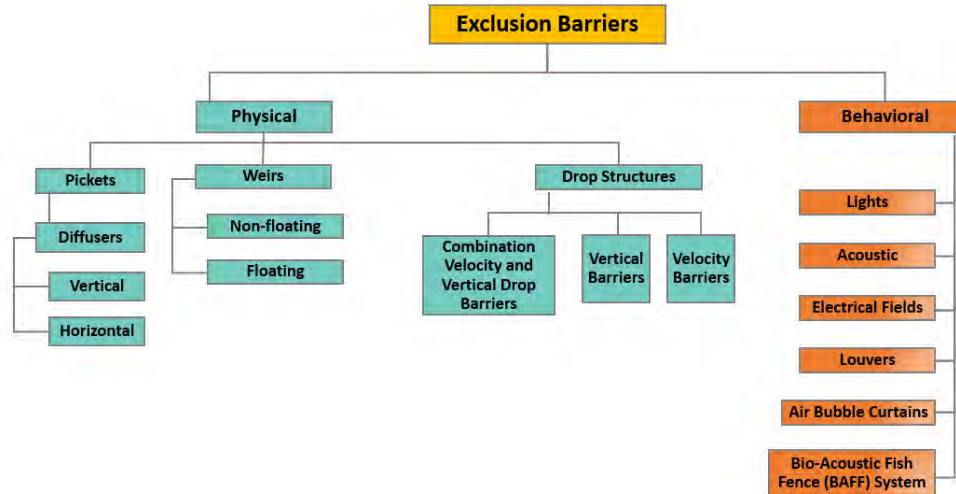 Exclusion Barriers
Physical
Behavioral
Pickets
Weirs
Drop Structures
Diffusers
Vertical
Horizontal
Non-floating
Floating
Combination
Velocity and
Vertical Drop
Barriers
Vertical
Barriers
Velocity
Barriers
Lights
Acoustic
Electrical Fields
Louvers
Air Bubble Curtains
Bio-Acoustic Fish
Fence (BAFF) System